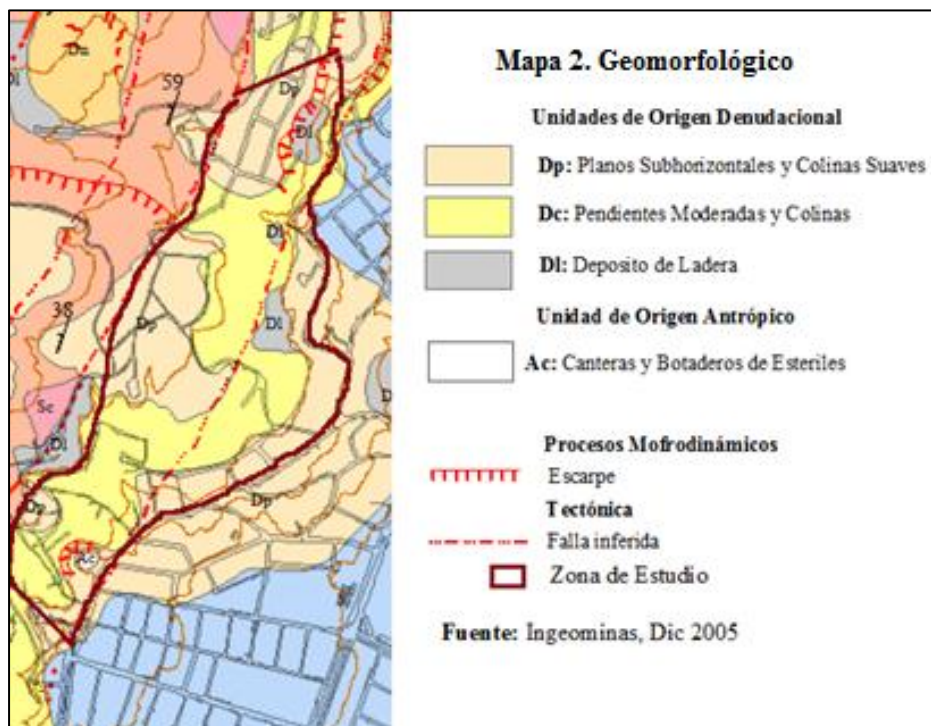 Mapa 2. Geomorfológico
Unidades de Origen Denudacional
Dp: Planos Subhorizontales y Colinas Suaves
Dc: Pendientes Moderadas y Colinas
Dl: Deposito de Ladera
Unidad de Origen Antrópico
Ac: Canteras y Botaderos de Esteriles
Procesos Mofrodinámicos
Escarpe
Tectónica
Falla inferida
Zona de Estudio
Fuente: Ingeominas, Dic 2005
59
Dp
Dl
Dl
38
Dp
Dl
Sc
Dl
Dp
Dp
Ac